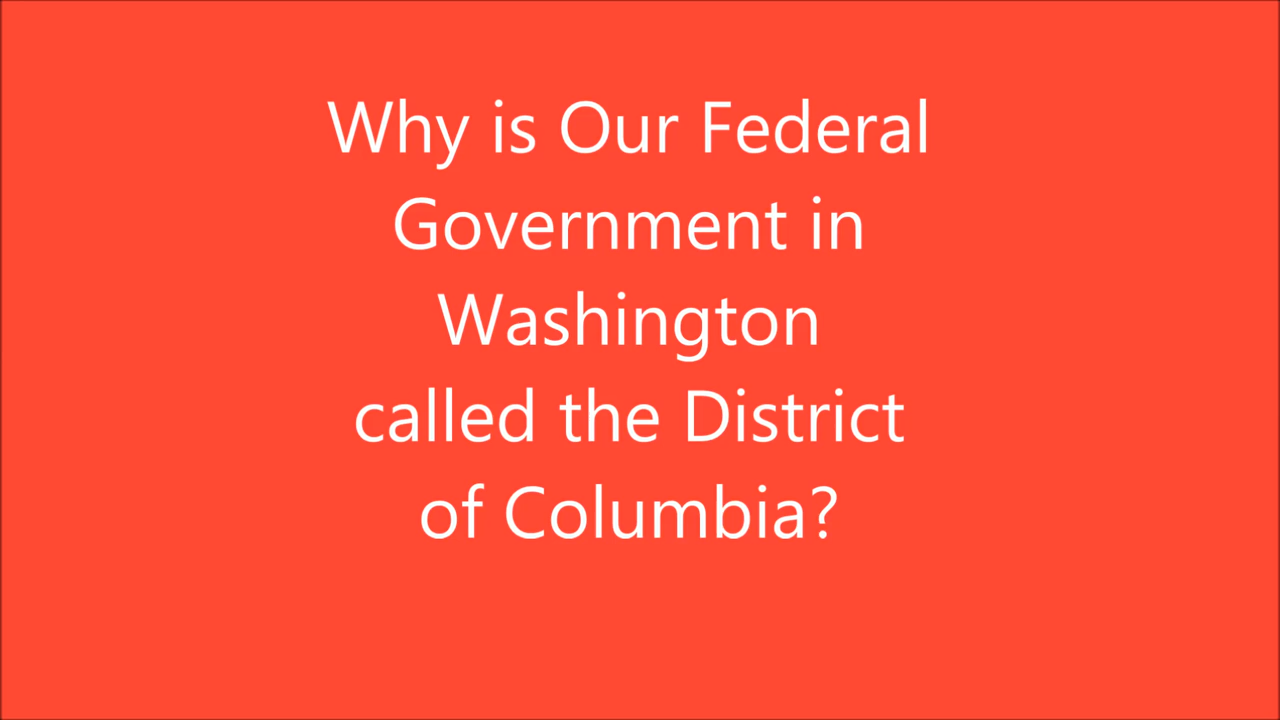 Why is Our Federal
Government in
Washington
called the District
of Columbia?